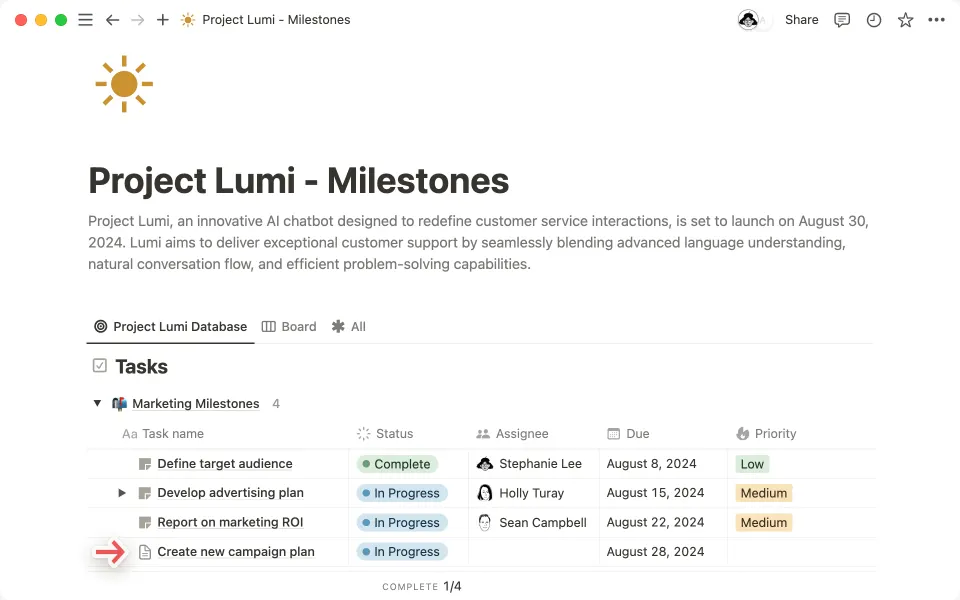 Project Lumi - Milestones
Share
Project Lumi - Milestones
Project Lumi, an innovative AI chatbot designed to redefine customer service interactions, is set to launch on August 30,
2024. Lumi aims to deliver exceptional customer support by seamlessly blending advanced language understanding,
natural conversation flow, and efficient problem-solving capabilities.
Project Lumi Database Board All
Tasks
Marketing Milestones 4
Aa Task name Status Assignee Due Priority
Define target audience Complete Stephanie Lee August 8, 2024 Low
Develop advertising plan In Progress Holly Turay August 15, 2024 Medium
Report on marketing ROI In Progress Sean Campbell August 22, 2024 Medium
Create new campaign plan In Progress August 28, 2024
COMPLETE 1/4